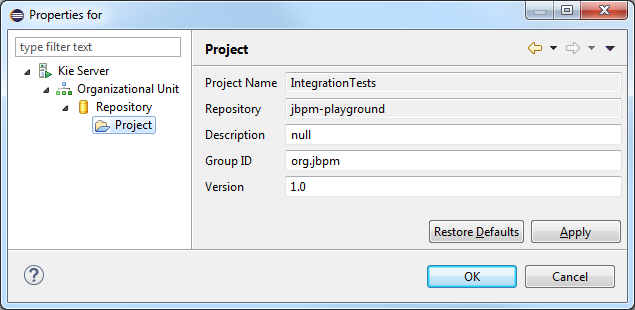 Properties for
type filter text
Kie Server
Organizational Unit
Repository
Project
Project
Project Name IntegrationTests
Repository jbpm-playground
Description null
Group ID org.jbpm
Version 1.0
Restore Defaults Apply
OK Cancel